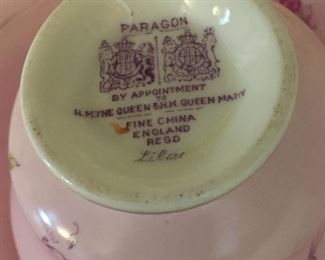 PARAGON
BY APPOINTMENT
TO
H.M. THE QUEEN & H.M. QUEEN MARY
FINE CHINA
ENGLAND
REGD